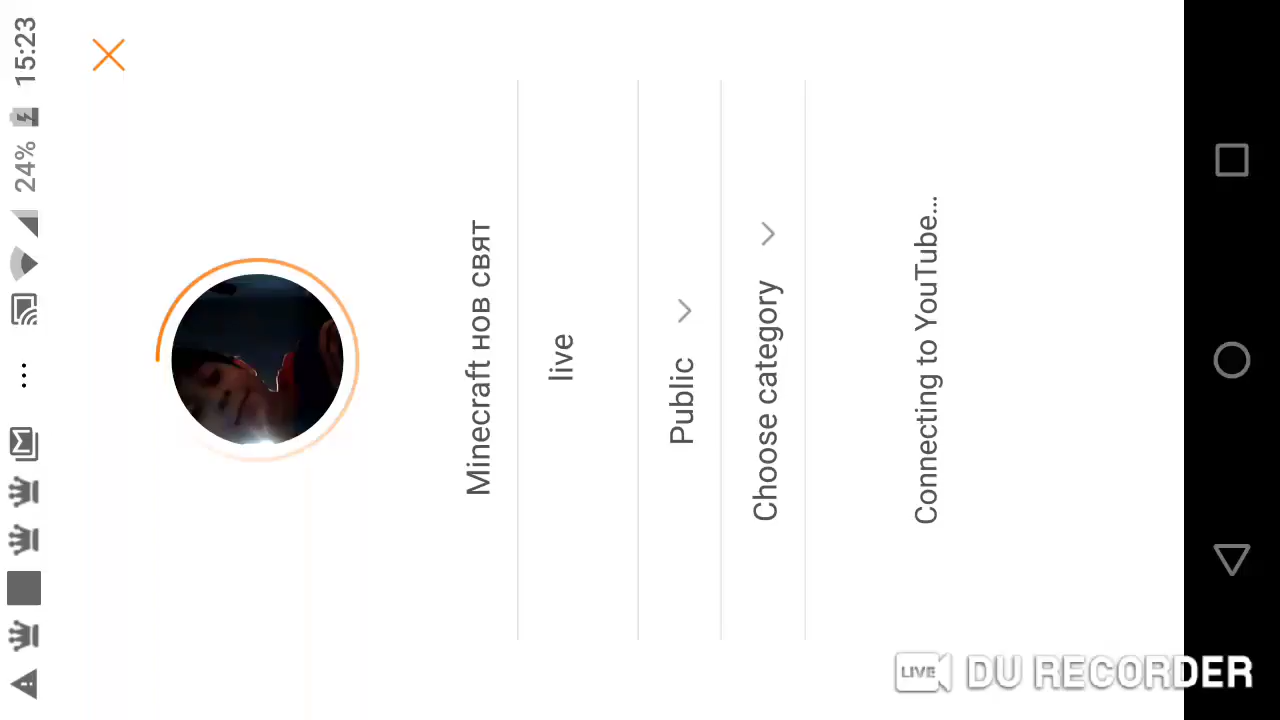 24% 15:23
Minecraft нов свят
live
Public
Choose category
Connecting to YouTube...
LIVE DU RECORDER